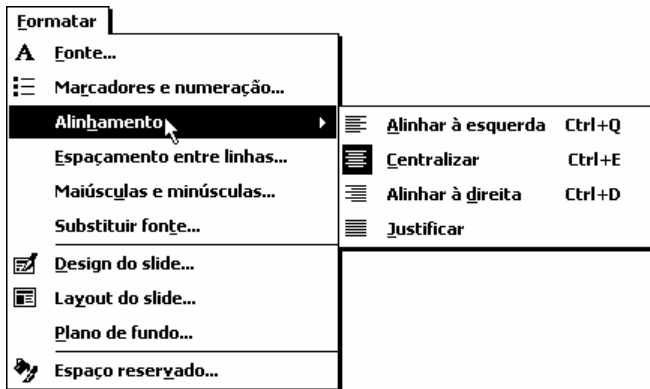 Formatar
Fonte...
Marcadores e numeração...
Alinhamento
Alinhar à esquerda Ctrl+Q
Centralizar Ctrl+E
Alinhar à direita Ctrl+D
Justificar
Espaçamento entre linhas...
Maiúsculas e minúsculas...
Substituir fonte...
Design do slide...
Layout do slide...
Plano de fundo...
Espaço reservado...